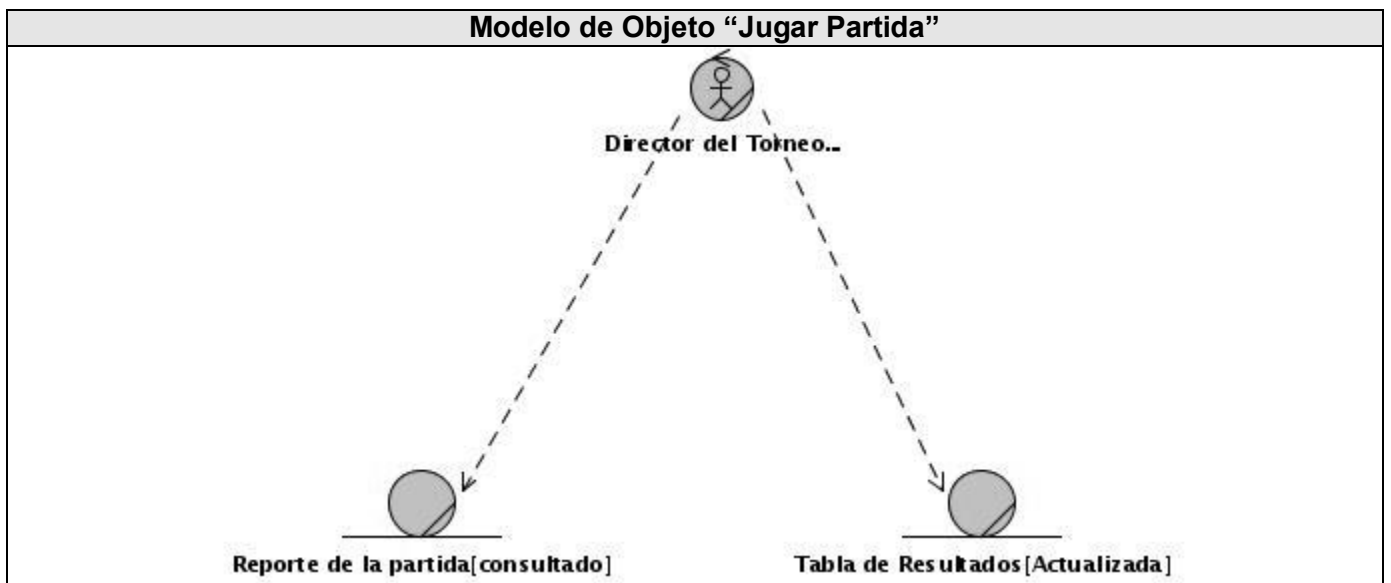 Modelo de Objeto “Jugar Partida”
Director del Torneo...
Reporte de la partida[consultado]
Tabla de Resultados[Actualizada]